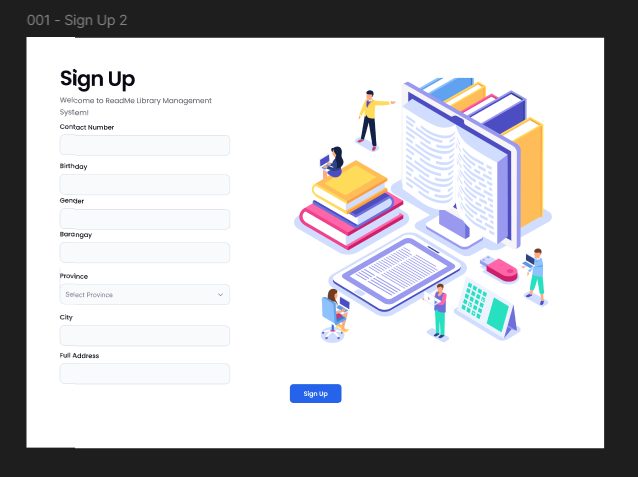 001 - Sign Up 2
Sign Up
Welcome to ReadMe Library Management
System!
Contact Number
Birthday
Gender
Barangay
Province
Select Province
City
Full Address
Sign Up